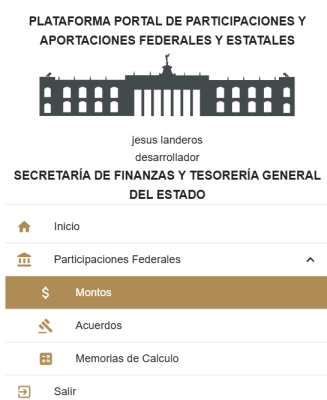 PLATAFORMA PORTAL DE PARTICIPACIONES Y
APORTACIONES FEDERALES Y ESTATALES
jesus landeros
desarrollador
SECRETARÍA DE FINANZAS Y TESORERÍA GENERAL
DEL ESTADO
Inicio
Participaciones Federales
Montos
Acuerdos
Memorias de Calculo
Salir